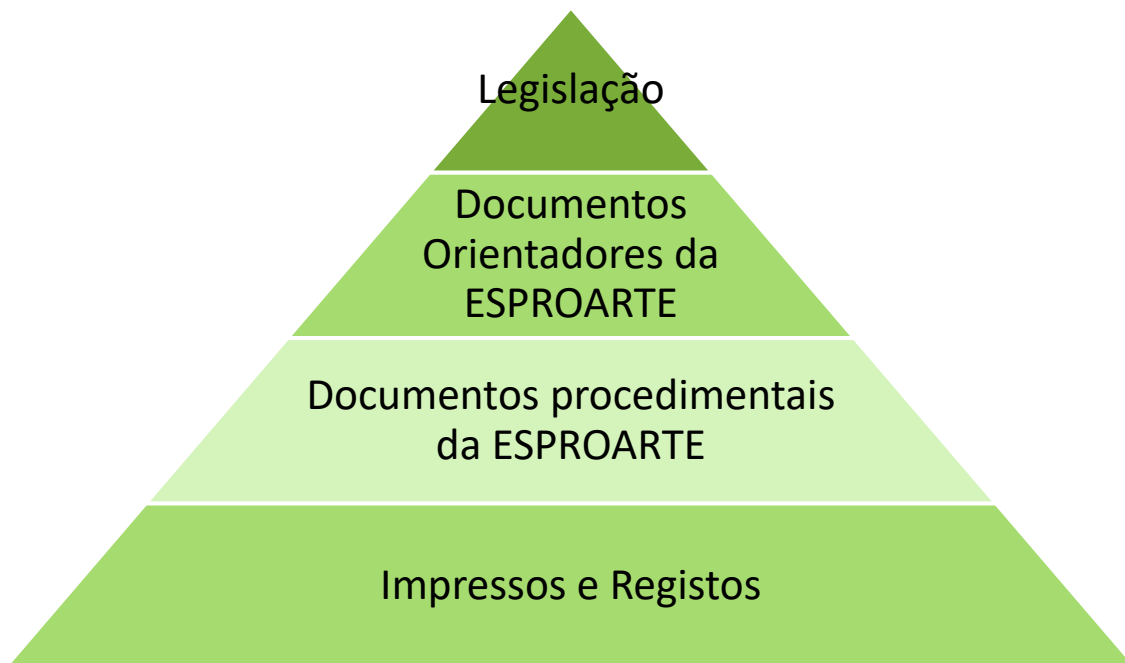 Legislação
Documentos
Orientadores da
ESPROARTE
Documentos procedimentais
da ESPROARTE
Impressos e Registos